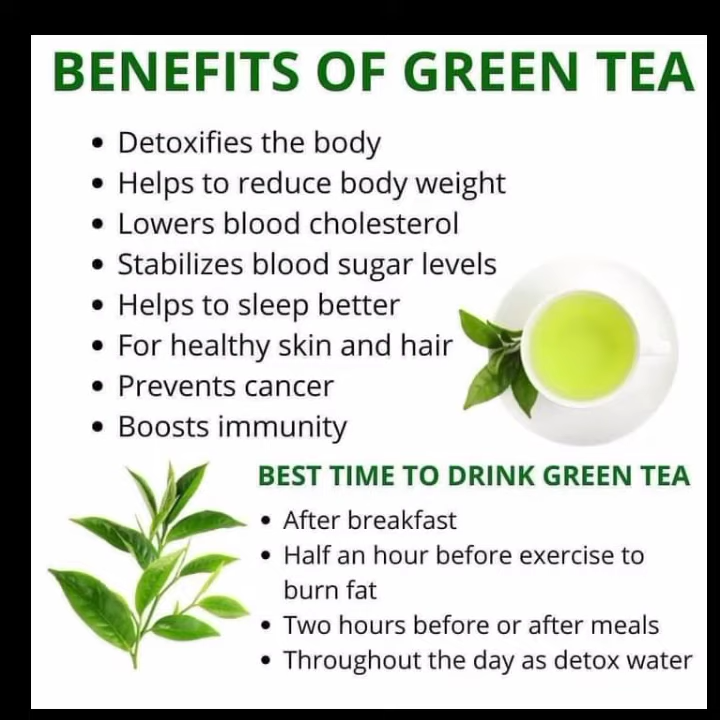 BENEFITS OF GREEN TEA
• Detoxifies the body
• Helps to reduce body weight
• Lowers blood cholesterol
• Stabilizes blood sugar levels
• Helps to sleep better
• For healthy skin and hair
• Prevents cancer
• Boosts immunity
BEST TIME TO DRINK GREEN TEA
• After breakfast
• Half an hour before exercise to
burn fat
• Two hours before or after meals
• Throughout the day as detox water